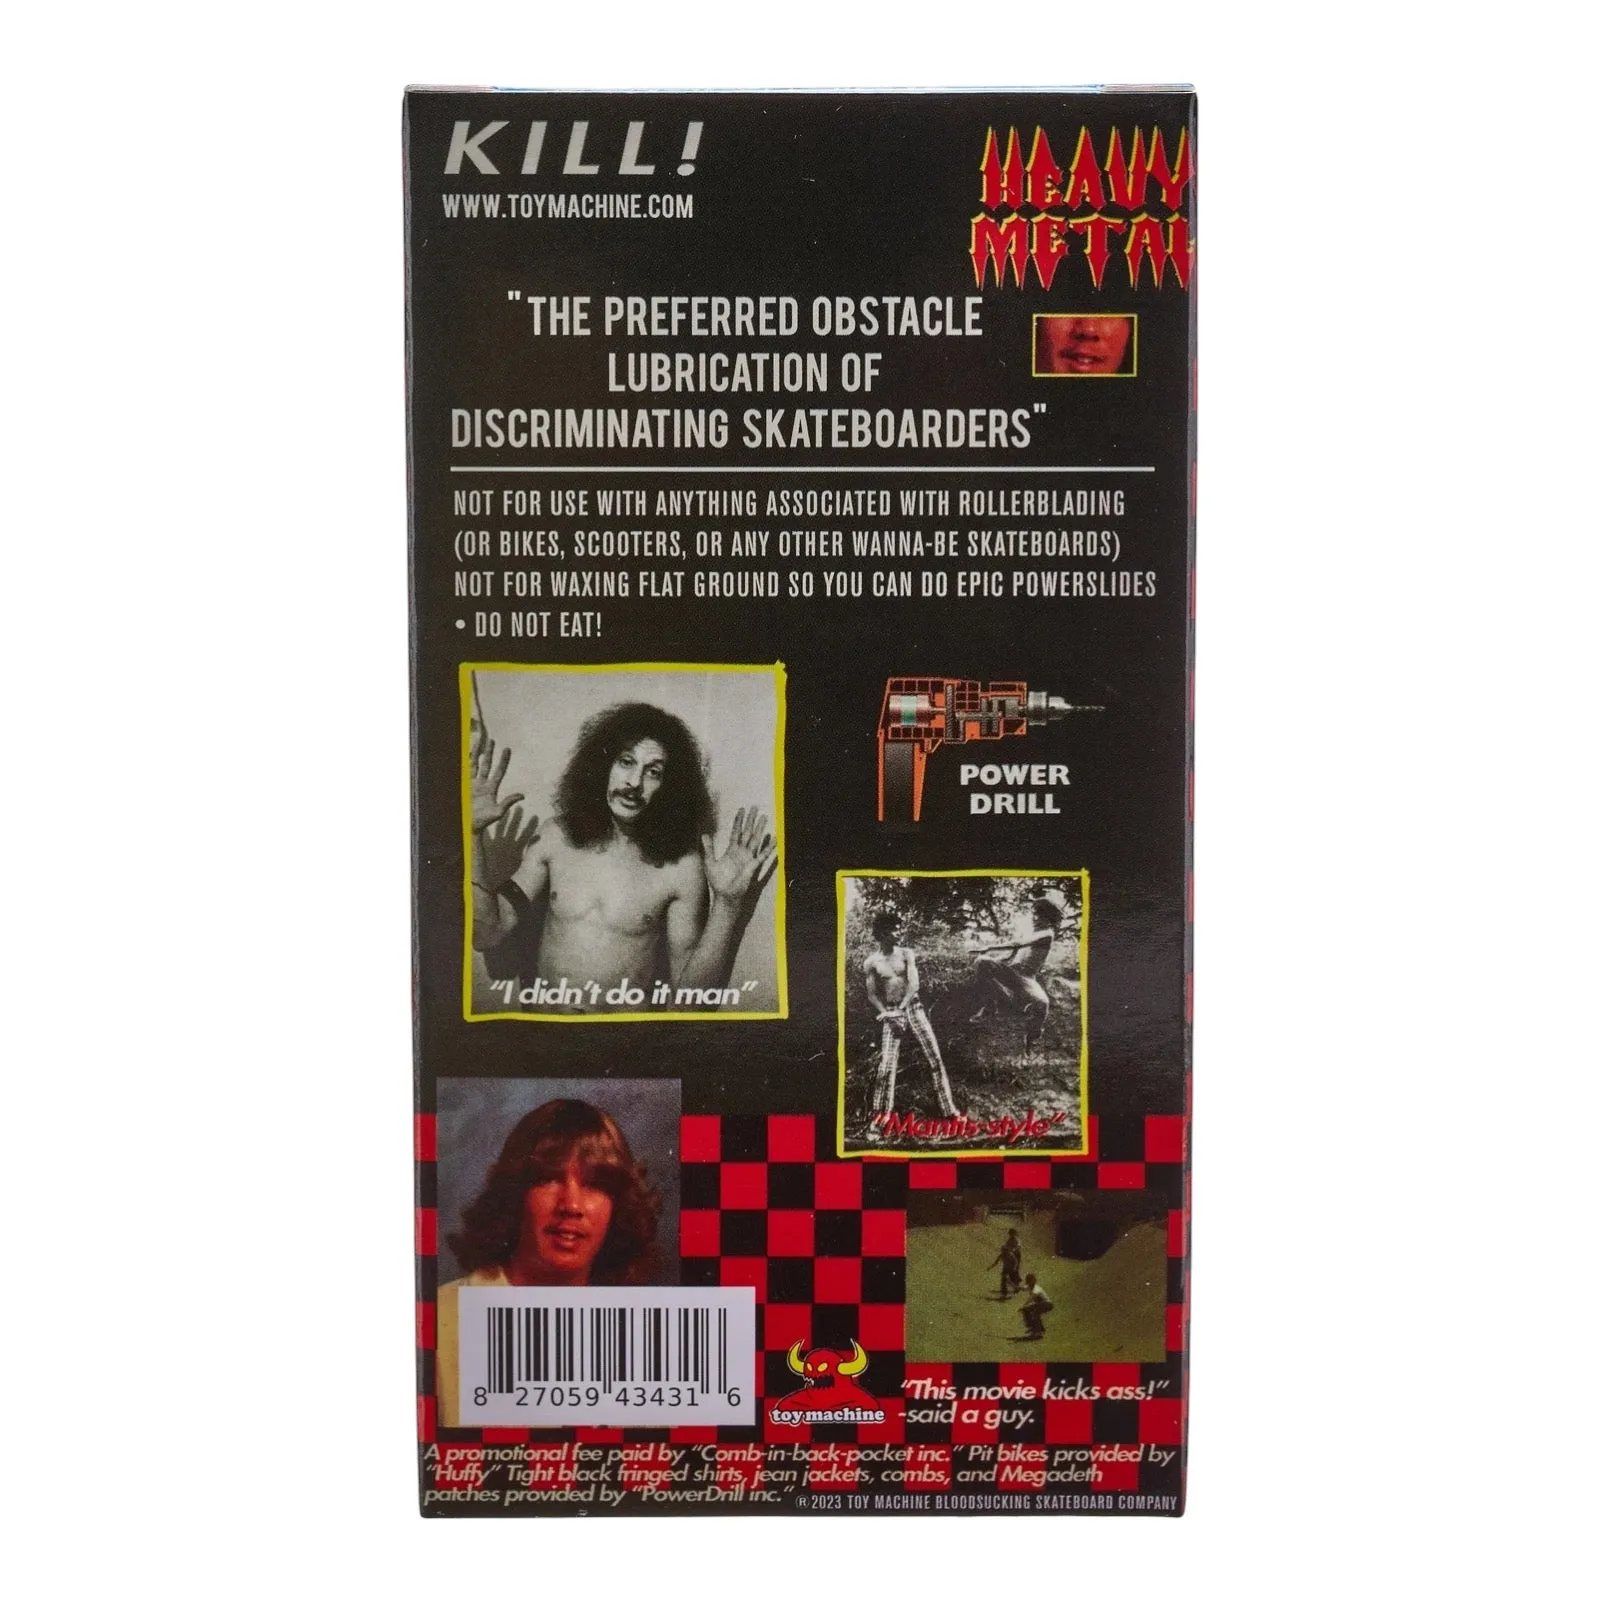 KILL!
WWW.TOYMACHINE.COM
HEAVY
METAL
"THE PREFERRED OBSTACLE
LUBRICATION OF
DISCRIMINATING SKATEBOARDERS"
NOT FOR USE WITH ANYTHING ASSOCIATED WITH ROLLERBLADING
(OR BIKES, SCOOTERS, OR ANY OTHER WANNA-BE SKATEBOARDS)
NOT FOR WAXING FLAT GROUND SO YOU CAN DO EPIC POWERSLIDES
• DO NOT EAT!
POWER
DRILL
"I didn't do it man"
"Mantis-style"
8 27059 43431 6
toy machine
"This movie kicks ass!"
-said a guy.
A promotional fee paid by "Comb-in-back-pocket inc." Pit bikes provided by
"Huffy" Tight black fringed shirts, jean jackets, combs, and Megadeth
patches provided by "PowerDrill inc."
®2023 TOY MACHINE BLOODSUCKING SKATEBOARD COMPANY